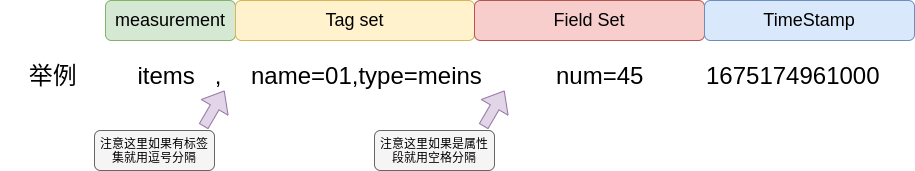 measurement Tag set Field Set TimeStamp
举例 items , name=01,type=meins num=45 1675174961000
注意这里如果有标签
集就用逗号分隔
注意这里如果是属性
段就用空格分隔